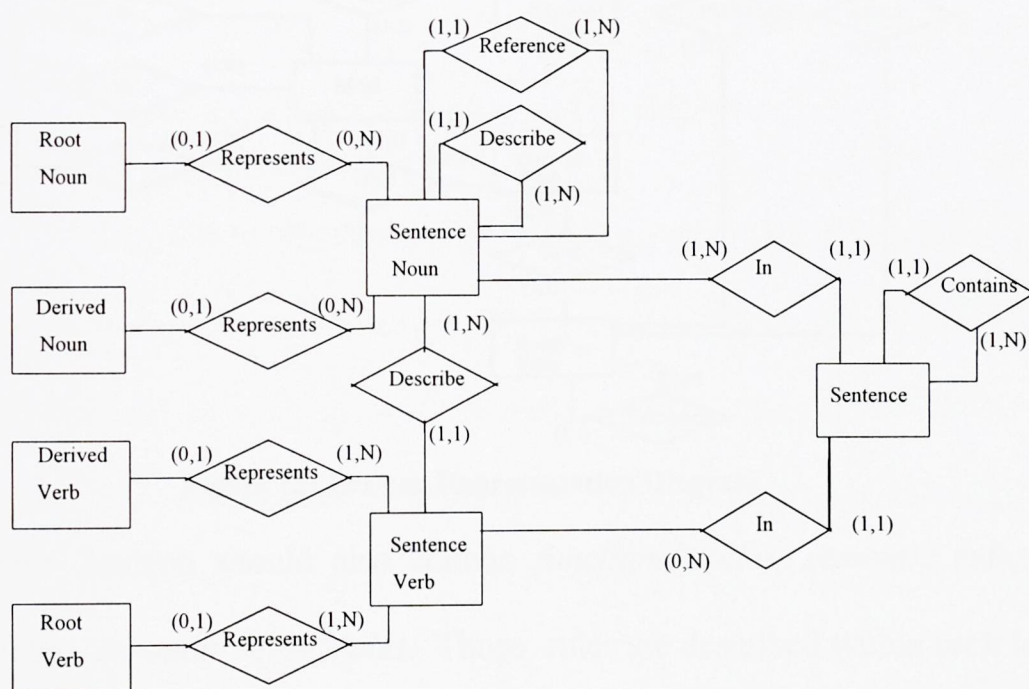 (1,1)
Reference
(1,N)
(1,1)
Describe
(1,N)
Root
Noun
(0,1)
Represents
(0,N)
Sentence
Noun
(1,N)
In
(1,1)
(1,1)
Contains
(1,N)
Derived
Noun
(0,1)
Represents
(0,N)
(1,N)
Describe
(1,1)
Sentence
Derived
Verb
(0,1)
Represents
(1,N)
Sentence
Verb
(0,N)
In
(1,1)
Root
Verb
(0,1)
Represents
(1,N)